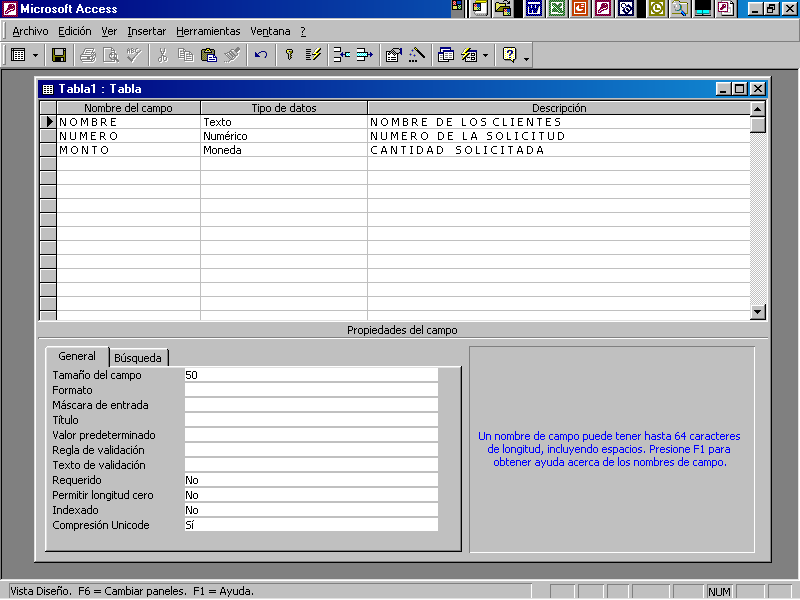 Microsoft Access
Archivo Edición Ver Insertar Herramientas Ventana ?
Tabla1 : Tabla
Nombre del campo Tipo de datos Descripción
NOMBRE Texto NOMBRE DE LOS CLIENTES
NUMERO Numérico NUMERO DE LA SOLICITUD
MONTO Moneda CANTIDAD SOLICITADA
Propiedades del campo
General Búsqueda
Tamaño del campo 50
Formato
Máscara de entrada
Título
Valor predeterminado
Regla de validación
Texto de validación
Requerido No
Permitir longitud cero No
Indexado No
Compresión Unicode Sí
Un nombre de campo puede tener hasta 64 caracteres
de longitud, incluyendo espacios. Presione F1 para
obtener ayuda acerca de los nombres de campo.
Vista Diseño. F6 = Cambiar paneles. F1 = Ayuda. NUM